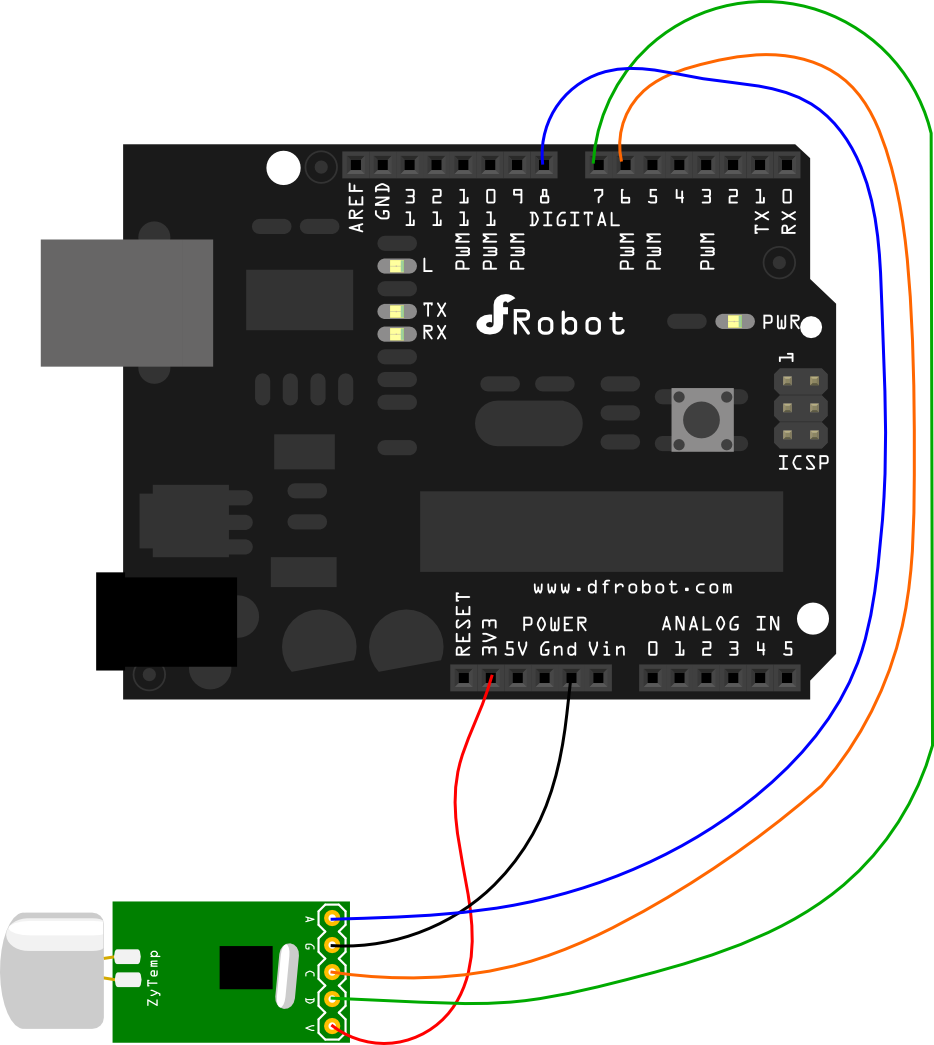 AREF GND 13 12 11 10 9 8 7 6 5 4 3 2 TX 1 RX 0
DIGITAL
PWM PWM PWM PWM PWM PWM
L
TX
RX
dfRobot
PWR
1
ICSP
www.dfrobot.com
POWER ANALOG IN
RESET 3V3 5V Gnd Vin 0 1 2 3 4 5
ZyTemp
A
G
C
D
V